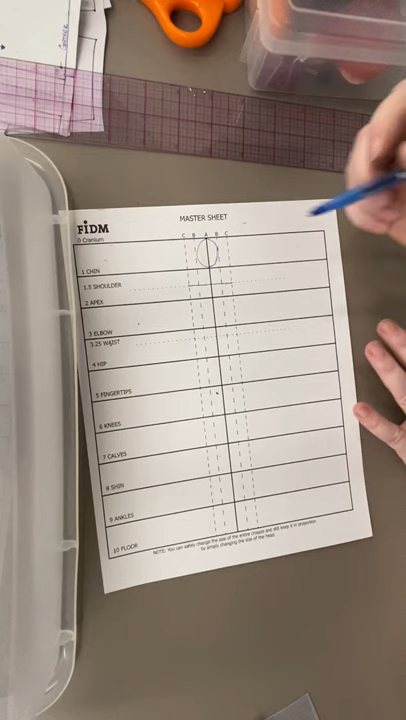 FIDM
MASTER SHEET
0 Cranium
C B A B C
1 CHIN
1.5 SHOULDER
2 APEX
3 ELBOW
3.25 WAIST
4 HIP
5 FINGERTIPS
6 KNEES
7 CALVES
8 SHIN
9 ANKLES
10 FLOOR
NOTE: You can safely change the size of the entire croquis and still keep it in proportion
by simply changing the size of the head.